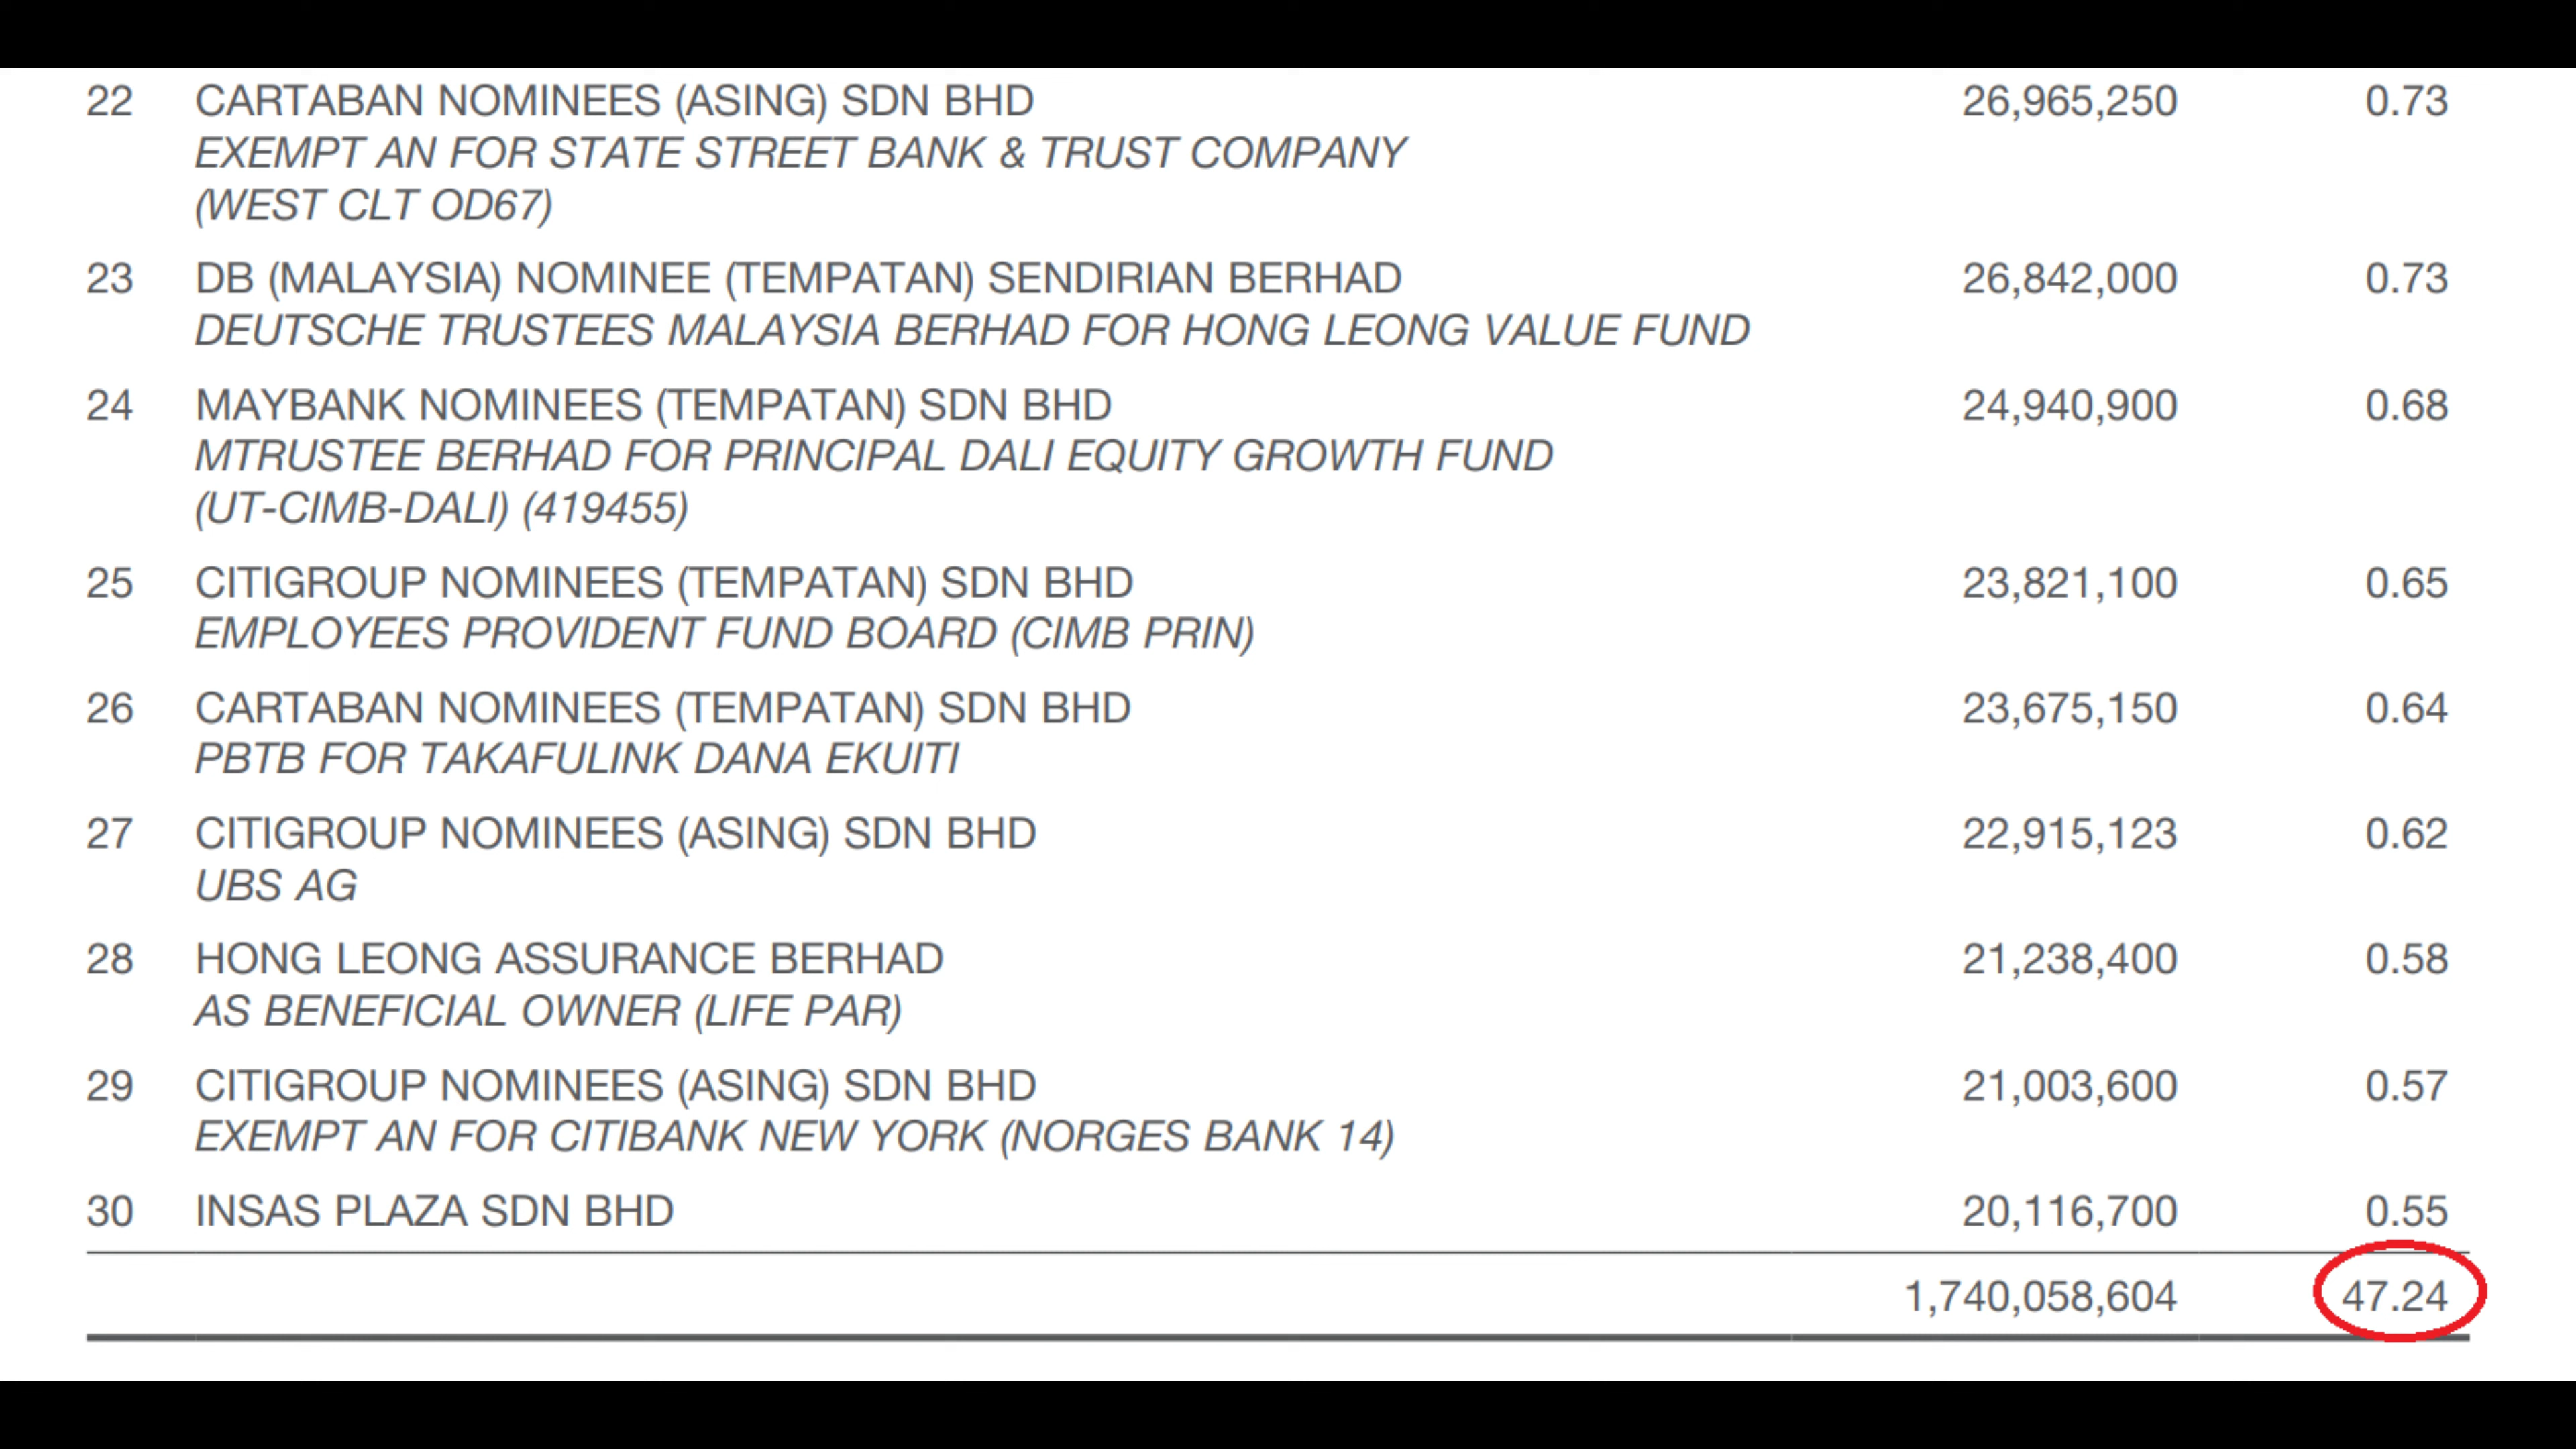 22 CARTABAN NOMINEES (ASING) SDN BHD 26,965,250 0.73
EXEMPT AN FOR STATE STREET BANK & TRUST COMPANY
(WEST CLT OD67)
23 DB (MALAYSIA) NOMINEE (TEMPATAN) SENDIRIAN BERHAD 26,842,000 0.73
DEUTSCHE TRUSTEES MALAYSIA BERHAD FOR HONG LEONG VALUE FUND
24 MAYBANK NOMINEES (TEMPATAN) SDN BHD 24,940,900 0.68
MTRUSTEE BERHAD FOR PRINCIPAL DALI EQUITY GROWTH FUND
(UT-CIMB-DALI) (419455)
25 CITIGROUP NOMINEES (TEMPATAN) SDN BHD 23,821,100 0.65
EMPLOYEES PROVIDENT FUND BOARD (CIMB PRIN)
26 CARTABAN NOMINEES (TEMPATAN) SDN BHD 23,675,150 0.64
PBTB FOR TAKAFULINK DANA EKUITI
27 CITIGROUP NOMINEES (ASING) SDN BHD 22,915,123 0.62
UBS AG
28 HONG LEONG ASSURANCE BERHAD 21,238,400 0.58
AS BENEFICIAL OWNER (LIFE PAR)
29 CITIGROUP NOMINEES (ASING) SDN BHD 21,003,600 0.57
EXEMPT AN FOR CITIBANK NEW YORK (NORGES BANK 14)
30 INSAS PLAZA SDN BHD 20,116,700 0.55
1,740,058,604 47.24